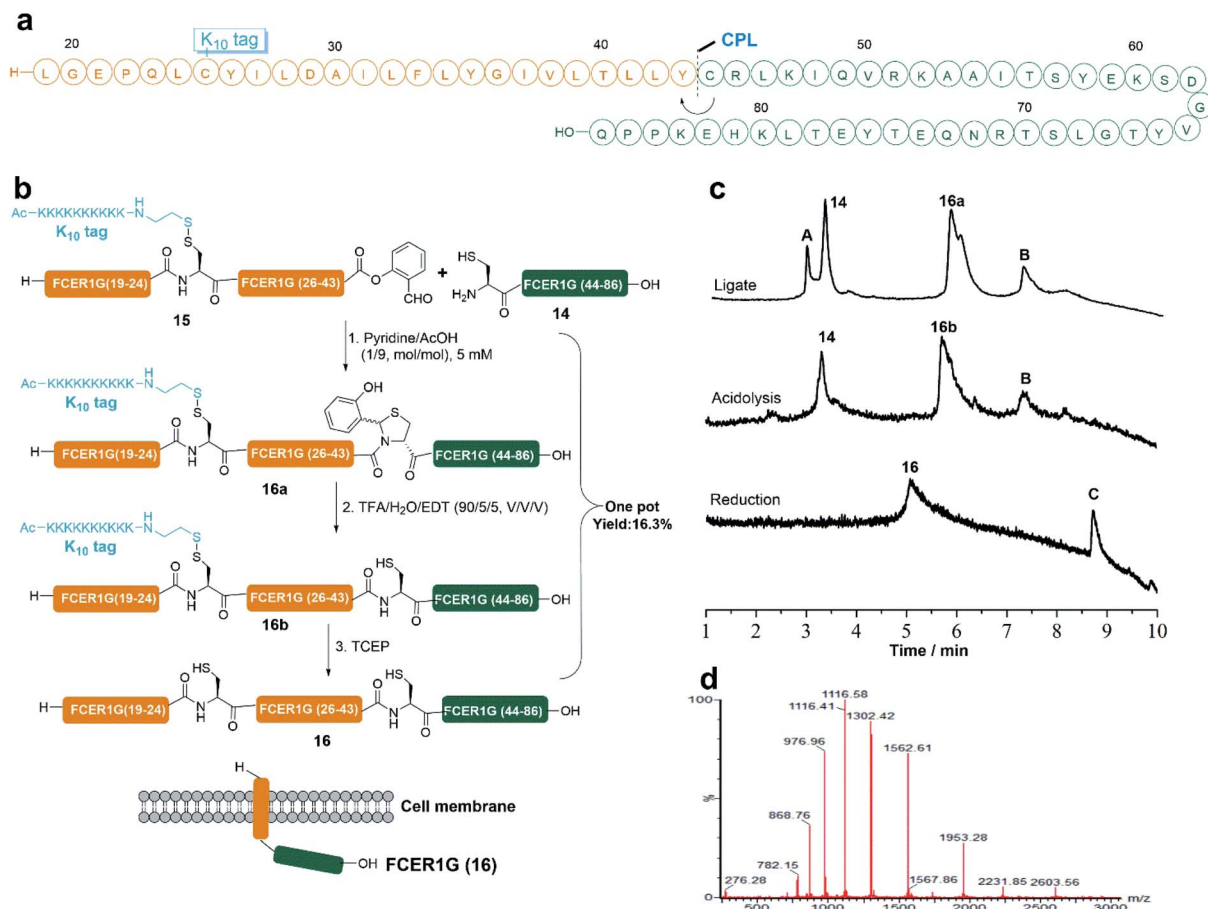 a
20
K10 tag
30
40
CPL
50
60
H– L G E P Q L C Y I L D A I L F L Y G I V L T L L Y C R L K I Q V R K A A I T S Y E K S D
G
80
70
HO– Q P P K E H K L T E Y T E Q N R T S L G T Y V
b
Ac–KKKKKKKKKK–N
H
K10 tag
S
S
O
N
H
O
O
O
CHO
H– FCER1G(19-24)
FCER1G (26-43)
+
HS
H2N
O
FCER1G (44-86) –OH
15
14
1. Pyridine/AcOH
(1/9, mol/mol), 5 mM
Ac–KKKKKKKKKK–N
H
K10 tag
S
S
OH
S
O
N
H
O
N
O
O
H– FCER1G(19-24)
FCER1G (26-43)
FCER1G (44-86) –OH
16a
2. TFA/H2O/EDT (90/5/5, V/V/V)
One pot
Yield:16.3%
Ac–KKKKKKKKKK–N
H
K10 tag
S
S
HS
O
N
H
O
O
N
H
O
H– FCER1G(19-24)
FCER1G (26-43)
FCER1G (44-86) –OH
16b
3. TCEP
HS
HS
O
N
H
O
O
N
H
O
H– FCER1G(19-24)
FCER1G (26-43)
FCER1G (44-86) –OH
16
H
Cell membrane
OH
FCER1G (16)
c
A
14
16a
B
Ligate
14
16b
B
Acidolysis
16
C
Reduction
1 2 3 4 5 6 7 8 9 10
Time / min
d
100
%
0
1116.58
1116.41
1302.42
976.96
1562.61
868.76
1953.28
782.15
276.28
1567.86
2231.85
2603.56
500 1000 1500 2000 2500 3000
m/z